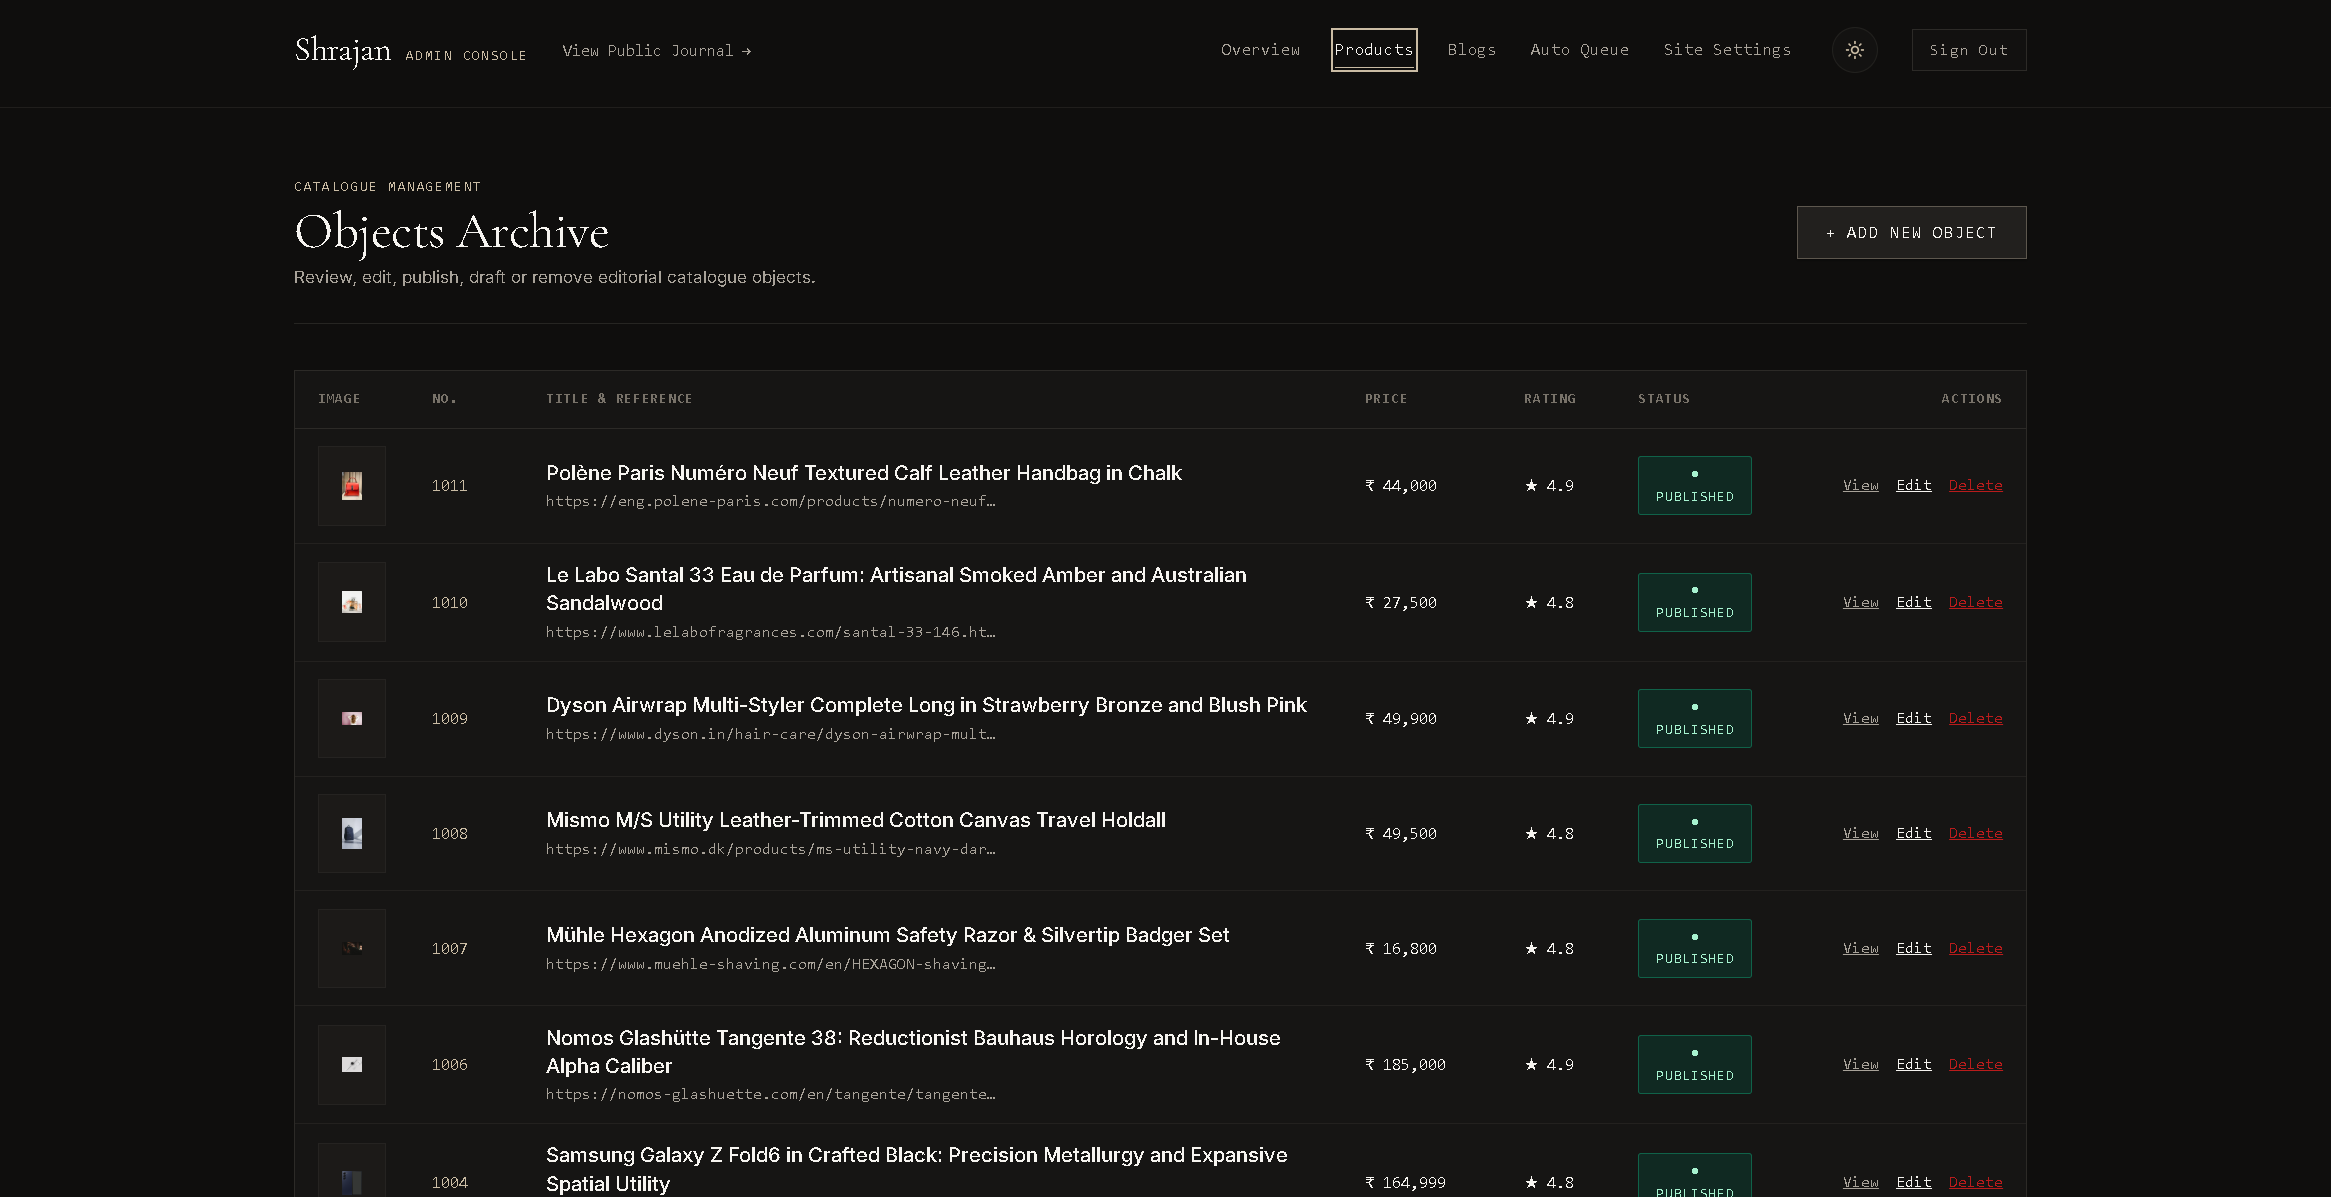 Shrajan ADMIN CONSOLE View Public Journal → Overview Products Blogs Auto Queue Site Settings Sign Out
CATALOGUE MANAGEMENT
Objects Archive
+ ADD NEW OBJECT
Review, edit, publish, draft or remove editorial catalogue objects.
IMAGE NO. TITLE & REFERENCE PRICE RATING STATUS ACTIONS
1011 Polène Paris Numéro Neuf Textured Calf Leather Handbag in Chalk
https://eng.polene-paris.com/products/numero-neuf…
₹ 44,000 ★ 4.9 PUBLISHED View Edit Delete
1010 Le Labo Santal 33 Eau de Parfum: Artisanal Smoked Amber and Australian
Sandalwood
https://www.lelabofragrances.com/santal-33-146.ht…
₹ 27,500 ★ 4.8 PUBLISHED View Edit Delete
1009 Dyson Airwrap Multi-Styler Complete Long in Strawberry Bronze and Blush Pink
https://www.dyson.in/hair-care/dyson-airwrap-mult…
₹ 49,900 ★ 4.9 PUBLISHED View Edit Delete
1008 Mismo M/S Utility Leather-Trimmed Cotton Canvas Travel Holdall
https://www.mismo.dk/products/ms-utility-navy-dar…
₹ 49,500 ★ 4.8 PUBLISHED View Edit Delete
1007 Mühle Hexagon Anodized Aluminum Safety Razor & Silvertip Badger Set
https://www.muehle-shaving.com/en/HEXAGON-shaving…
₹ 16,800 ★ 4.8 PUBLISHED View Edit Delete
1006 Nomos Glashütte Tangente 38: Reductionist Bauhaus Horology and In-House
Alpha Caliber
https://nomos-glashuette.com/en/tangente/tangente…
₹ 185,000 ★ 4.9 PUBLISHED View Edit Delete
1004 Samsung Galaxy Z Fold6 in Crafted Black: Precision Metallurgy and Expansive
Spatial Utility
₹ 164,999 ★ 4.8 PUBLISHED View Edit Delete